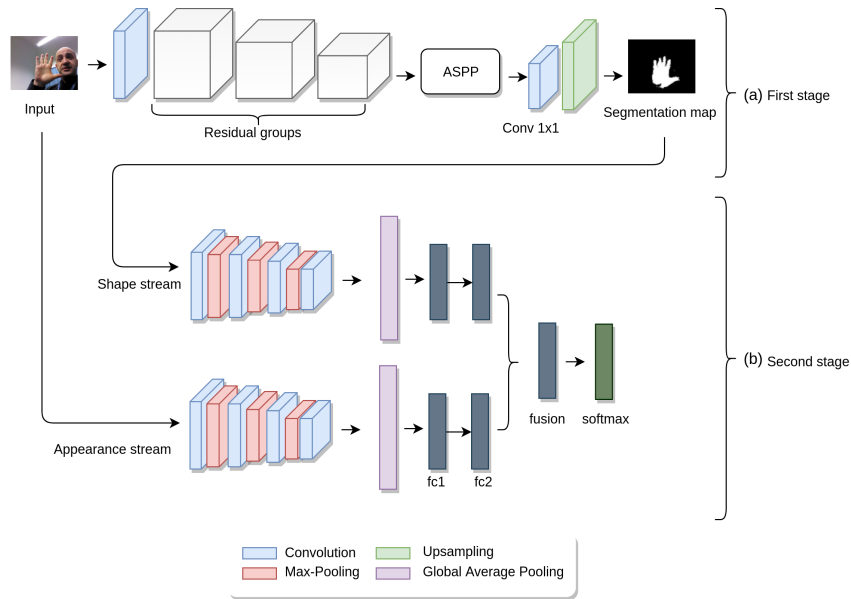 Input
Residual groups
ASPP
Conv 1x1
Segmentation map
(a) First stage
Shape stream
Appearance stream
fc1
fc2
fusion
softmax
(b) Second stage
Convolution
Upsampling
Max-Pooling
Global Average Pooling